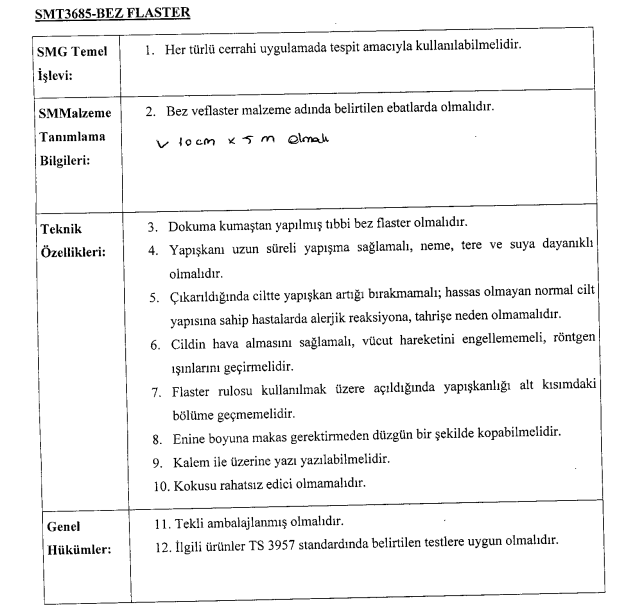 SMT3685-BEZ FLASTER
SMG Temel
İşlevi:
1. Her türlü cerrahi uygulamada tespit amacıyla kullanılabilmelidir.
SMMalzeme
Tanımlama
Bilgileri:
2. Bez veflaster malzeme adında belirtilen ebatlarda olmalıdır.
✓ 10cm x 5 m olmalı
Teknik
Özellikleri:
3. Dokuma kumaştan yapılmış tıbbi bez flaster olmalıdır.
4. Yapışkanı uzun süreli yapışma sağlamalı, neme, tere ve suya dayanıklı
olmalıdır.
5. Çıkarıldığında ciltte yapışkan artığı bırakmamalı; hassas olmayan normal cilt
yapısına sahip hastalarda alerjik reaksiyona, tahrişe neden olmamalıdır.
6. Cildin hava almasını sağlamalı, vücut hareketini engellememeli, röntgen
ışınlarını geçirmelidir.
7. Flaster rulosu kullanılmak üzere açıldığında yapışkanlığı alt kısımdaki
bölüme geçmemelidir.
8. Enine boyuna makas gerektirmeden düzgün bir şekilde kopabilmelidir.
9. Kalem ile üzerine yazı yazılabilmelidir.
10. Kokusu rahatsız edici olmamalıdır.
Genel
Hükümler:
11. Tekli ambalajlanmış olmalıdır.
12. İlgili ürünler TS 3957 standardında belirtilen testlere uygun olmalıdır.